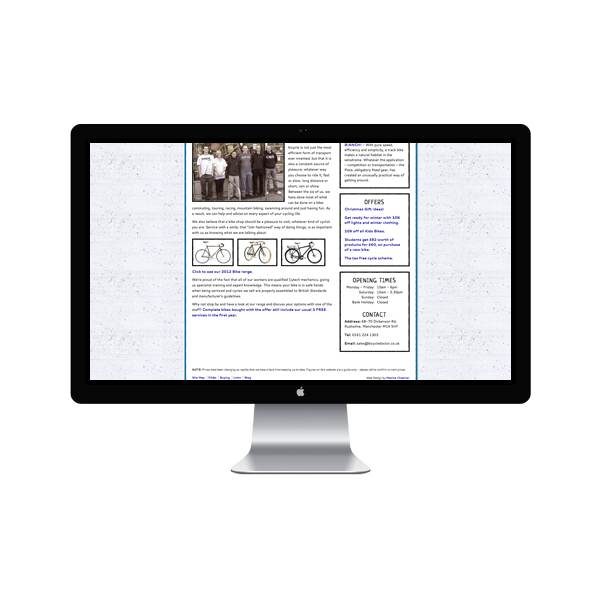 bicycle is not just the most
efficient form of transport
ever invented, but that it is
also a constant source of
pleasure, whatever way
you choose to ride it, fast
or slow, long distance or
short, rain or shine.
Between the six of us, we
have done most of what
can be done on a bike
commuting, touring, racing, mountain biking, swanning around and just having fun. As
a result, we can help and advise on every aspect of your cycling life.
We also believe that a bike shop should be a pleasure to visit, whatever kind of cyclist
you are. Service with a smile, that "old-fashioned" way of doing things, is as important
with us as knowing what we are talking about.
Click to see our 2012 Bike range.
We're proud of the fact that all of our workers are qualified Cytech mechanics, giving
us specialist training and expert knowledge. This means your bike is in safe hands
when being serviced and cycles we sell are properly assembled to British Standards
and manufacturer's guidelines.
Why not stop by and have a look at our range and discuss your options with one of the
staff? Complete bikes bought with the offer still include our usual 3 FREE
services in the first year.
BIANCHI - With pure speed,
efficiency and simplicity, a track bike
makes a natural habitat in the
velodrome. Whatever the application
- competition or transportation - the
Pista, obligatory fixed gear, has
created an unusually practical way of
getting around.
OFFERS
Christmas Gift Ideas!
Get ready for winter with 10%
off lights and winter clothing.
10% off all Kids Bikes.
Students get £82 worth of
products for £40, on purchase
of a new bike.
The tax free cycle scheme.
OPENING TIMES
Monday - Friday: 10am - 6pm
Saturday: 10am - 5.30pm
Sunday: Closed
Bank Holiday: Closed
CONTACT
Address: 68-70 Dickenson Rd,
Rusholme, Manchester M14 5HF
Tel: 0161 224 1303
Email: sales@bicycledoctor.co.uk
Site Map | FAQs | Buying | Links | Blog
Web Design by